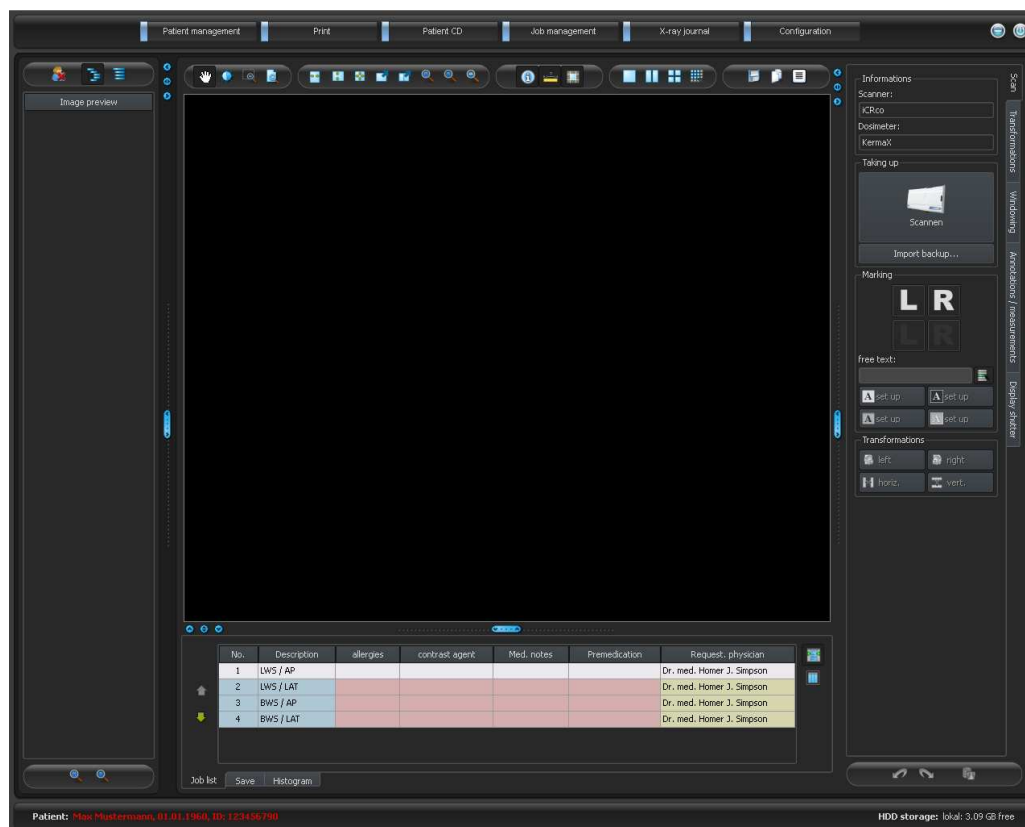 Patient management Print Patient CD Job management X-ray journal Configuration
Image preview
Informations
Scanner:
iCRco
Dosimeter:
KermaX
Taking up
Scannen
Import backup...
Marking
L R
L R
free text:
A set up A set up
A set up A set up
Transformations
left right
horiz. vert.
Scan
Transformations
Windowing
Annotations / measurements
Display shutter
No. Description allergies contrast agent Med. notes Premedication Request. physician
1 LWS / AP Dr. med. Homer J. Simpson
2 LWS / LAT Dr. med. Homer J. Simpson
3 BWS / AP Dr. med. Homer J. Simpson
4 BWS / LAT Dr. med. Homer J. Simpson
Job list Save Histogram
Patient: Max Mustermann, 01.01.1960, ID: 123456790
HDD storage: lokal: 3.09 GB free